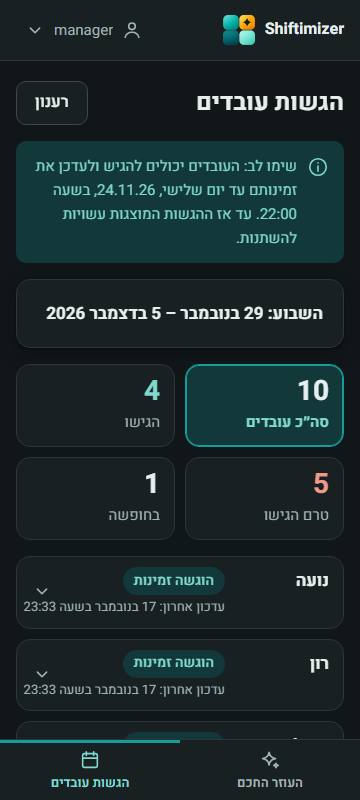 Shiftimizer
manager
הגשות עובדים
רענון
שימו לב: העובדים יכולים להגיש ולעדכן את
זמינותם עד יום שלישי, 24.11.26, בשעה
22:00. עד אז ההגשות המוצגות עשויות
להשתנות.
השבוע: 29 בנובמבר – 5 בדצמבר 2026
10
סה״כ עובדים
4
הגישו
5
טרם הגישו
1
בחופשה
נועה
הוגשה זמינות
עדכון אחרון: 17 בנובמבר בשעה 23:33
רון
הוגשה זמינות
עדכון אחרון: 17 בנובמבר בשעה 23:33
העוזר החכם
הגשות עובדים